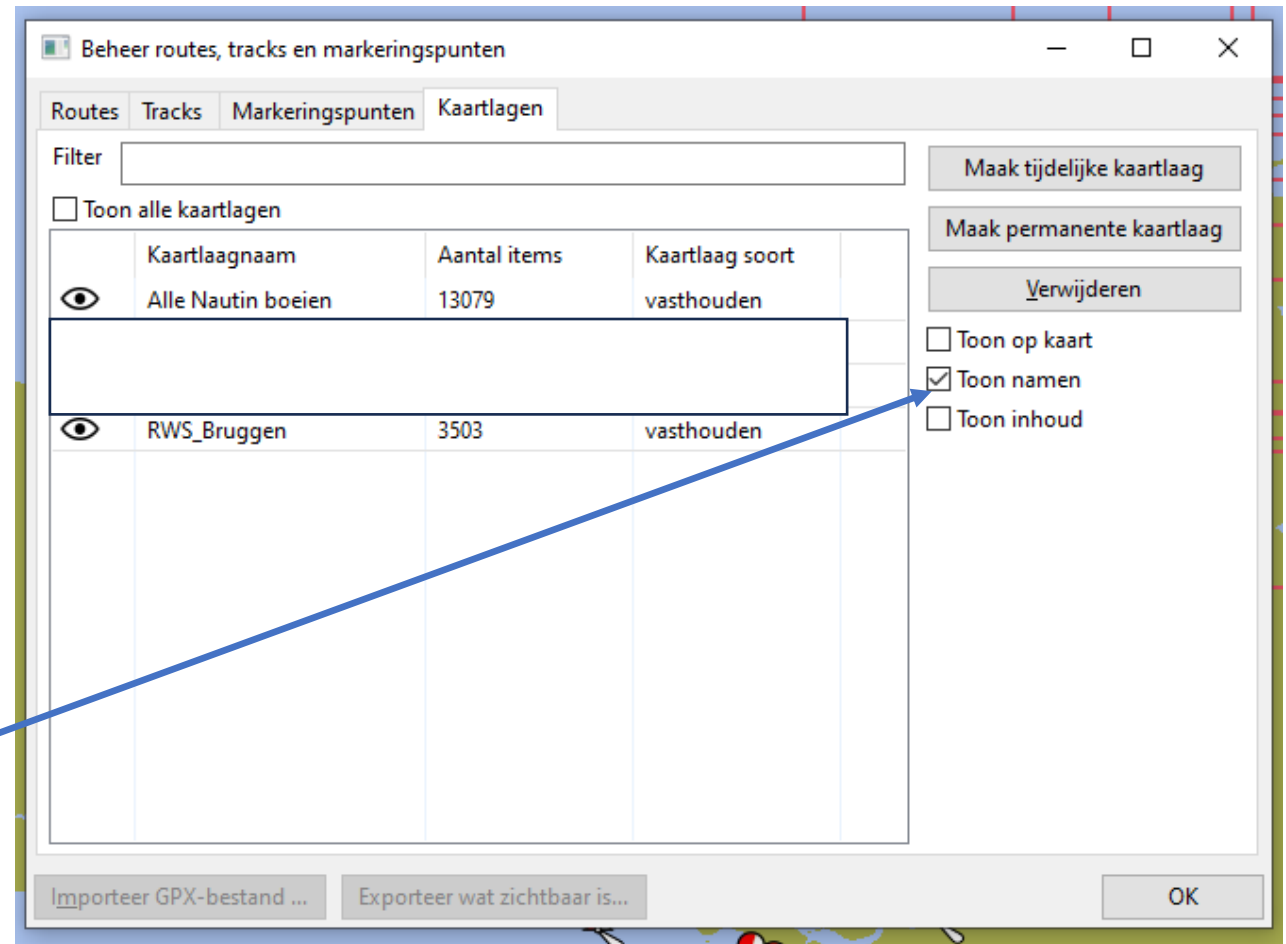 Beheer routes, tracks en markeringspunten
Routes Tracks Markeringspunten Kaartlagen
Filter
Maak tijdelijke kaartlaag
Toon alle kaartlagen
Maak permanente kaartlaag
Kaartlaagnaam Aantal items Kaartlaag soort
Verwijderen
Alle Nautin boeien 13079 vasthouden
Toon op kaart
Toon namen
Toon inhoud
RWS_Bruggen 3503 vasthouden
Importeer GPX-bestand ... Exporteer wat zichtbaar is... OK